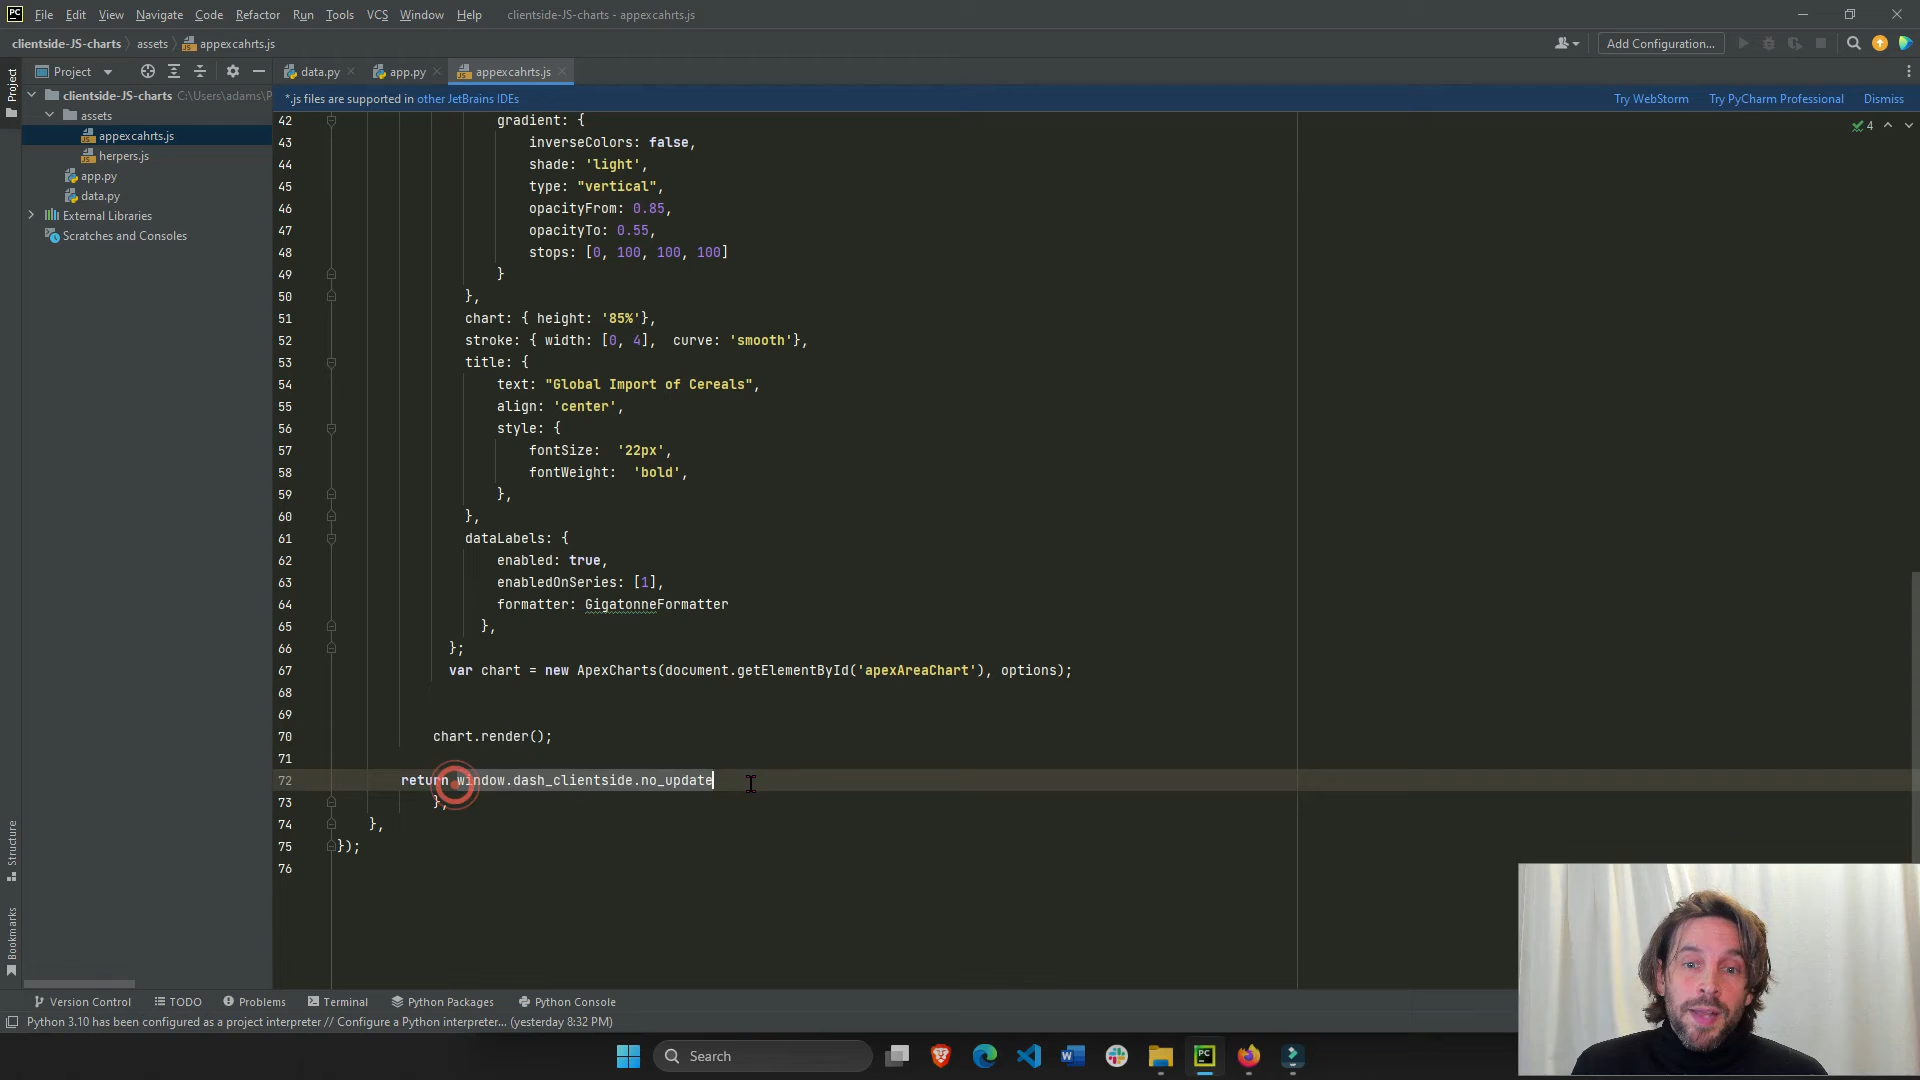 PC File Edit View Navigate Code Refactor Run Tools VCS Window Help clientside-JS-charts - appexcahrts.js
clientside-JS-charts assets appexcahrts.js Add Configuration...
Project data.py app.py appexcahrts.js
Project
clientside-JS-charts C:\Users\adams\P
*.js files are supported in other JetBrains IDEs Try WebStorm Try PyCharm Professional Dismiss
assets
appexcahrts.js
herpers.js
app.py
data.py
External Libraries
Scratches and Consoles
4
42 gradient: {
43 inverseColors: false,
44 shade: 'light',
45 type: "vertical",
46 opacityFrom: 0.85,
47 opacityTo: 0.55,
48 stops: [0, 100, 100, 100]
49 }
50 },
51 chart: { height: '85%'},
52 stroke: { width: [0, 4], curve: 'smooth'},
53 title: {
54 text: "Global Import of Cereals",
55 align: 'center',
56 style: {
57 fontSize: '22px',
58 fontWeight: 'bold',
59 },
60 },
61 dataLabels: {
62 enabled: true,
63 enabledOnSeries: [1],
64 formatter: GigatonneFormatter
65 },
66 };
67 var chart = new ApexCharts(document.getElementById('apexAreaChart'), options);
68
69
70 chart.render();
71
72 return window.dash_clientside.no_update
73 },
74 },
75 });
76
Structure
Bookmarks
Version Control TODO Problems Terminal Python Packages Python Console
Python 3.10 has been configured as a project interpreter // Configure a Python interpreter... (yesterday 8:32 PM)
Search